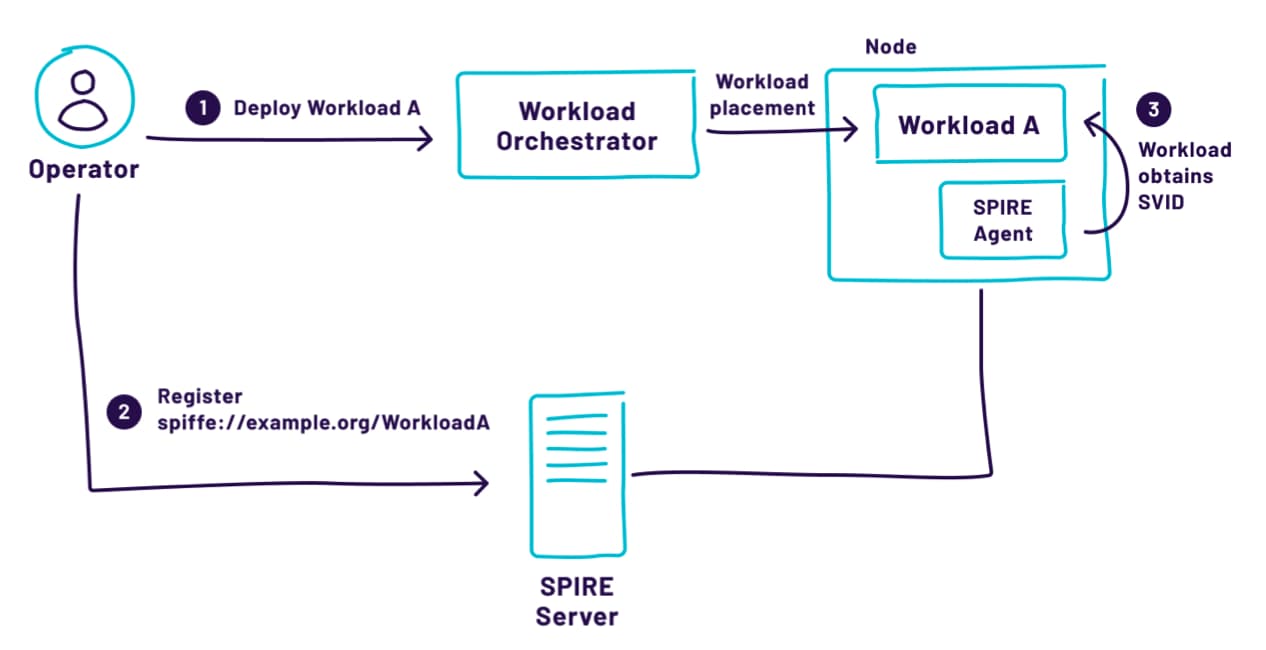 Node
1 Deploy Workload A
Workload
Orchestrator
Workload
placement
Workload A
3
Workload
obtains
SVID
SPIRE
Agent
Operator
2
Register
spiffe://example.org/WorkloadA
SPIRE
Server